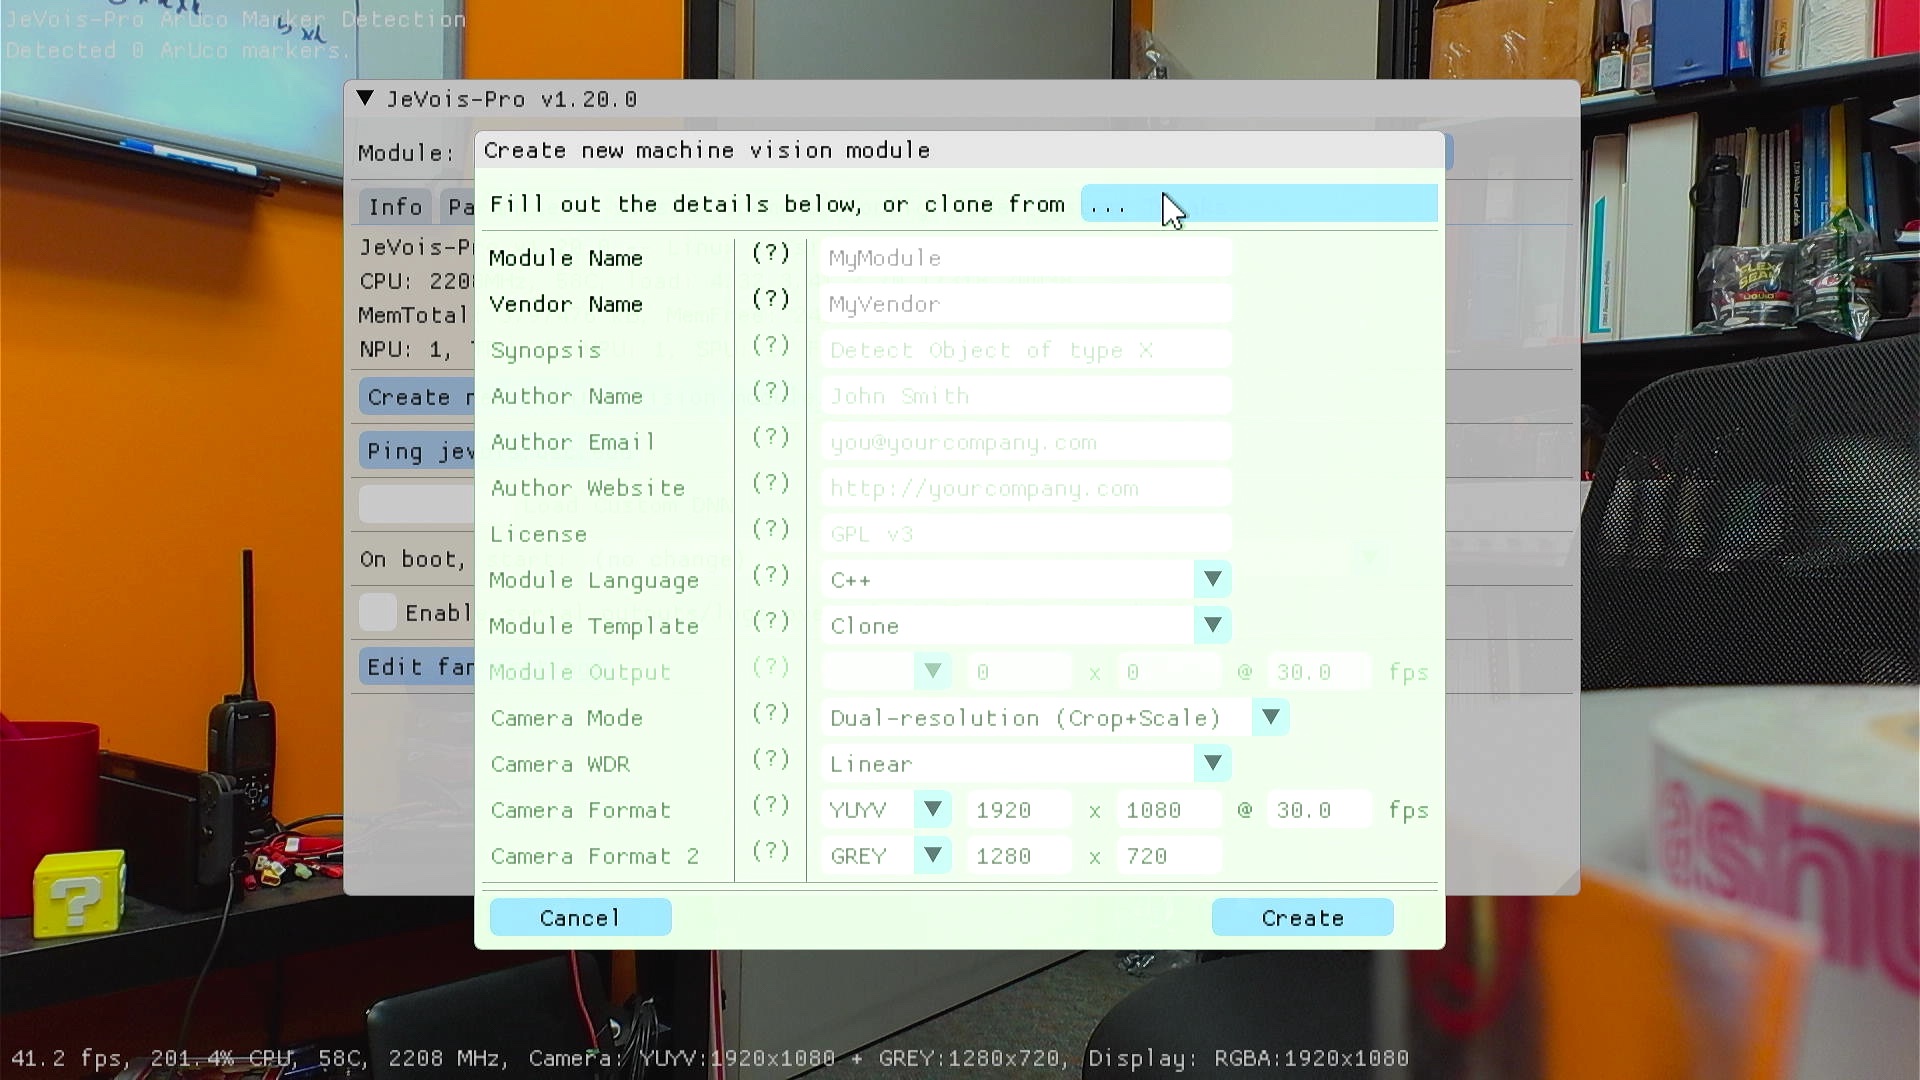 JeVois-Pro ArUco Marker Detection
Detected 0 ArUco markers.
JeVois-Pro v1.20.0
Module:
Create new machine vision module
Info Pa
Fill out the details below, or clone from ...
JeVois-P
CPU: 220
MemTotal
NPU: 1,
Create n
Ping jev
On boot,
Enabl
Edit fan
Module Name (?) MyModule
Vendor Name (?) MyVendor
Synopsis (?) Detect Object of type X
Author Name (?) John Smith
Author Email (?) you@yourcompany.com
Author Website (?) http://yourcompany.com
License (?) GPL v3
Module Language (?) C++
Module Template (?) Clone
Module Output (?) 0 x 0 @ 30.0 fps
Camera Mode (?) Dual-resolution (Crop+Scale)
Camera WDR (?) Linear
Camera Format (?) YUYV 1920 x 1080 @ 30.0 fps
Camera Format 2 (?) GREY 1280 x 720
Cancel Create
FLEX
SEAL
LIQUID
?
ashu
41.2 fps, 201.4% CPU, 58C, 2208 MHz, Camera: YUYV:1920x1080 + GREY:1280x720, Display: RGBA:1920x1080